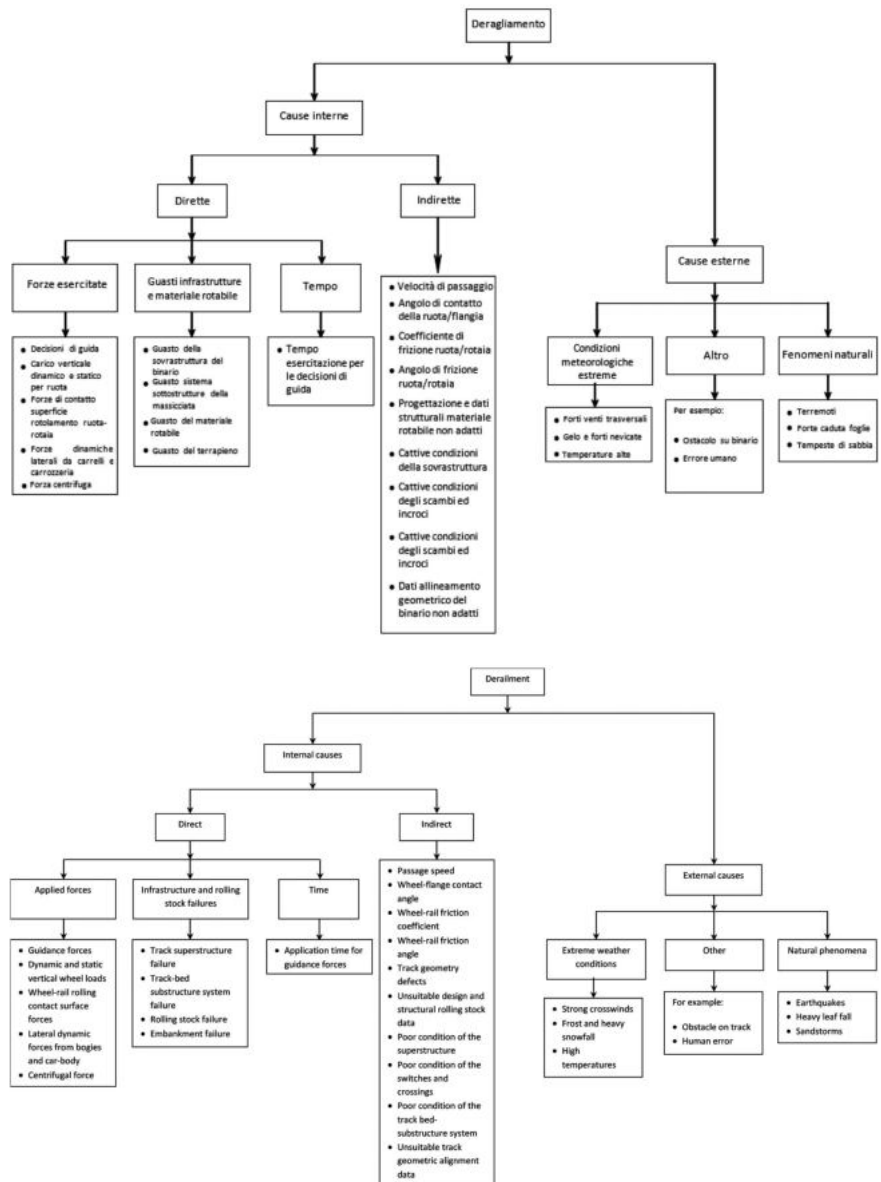 Deragliamento
Cause interne
Dirette
Indirette
Forze esercitate
Guasti infrastrutture
e materiale rotabile
Tempo
• Decisioni di guida
• Carico verticale
dinamico e statico
per ruota
• Forze di contatto
superficie
rotolamento ruota-
rotaia
• Forze dinamiche
laterali da carrelli e
carrozzeria
• Forza centrifuga
• Guasto della
sovrastruttura del
binario
• Guasto sistema
sottostrutture della
massicciata
• Guasto del materiale
rotabile
• Guasto del terrapieno
• Tempo
esercitazione per
le decisioni di
guida
• Velocità di passaggio
• Angolo di contatto
della ruota/flangia
• Coefficiente di
frizione ruota/rotaia
• Angolo di frizione
ruota/rotaia
• Progettazione e dati
strutturali materiale
rotabile non adatti
• Cattive condizioni
della sovrastruttura
• Cattive condizioni
degli scambi ed
incroci
• Cattive condizioni
degli scambi ed
incroci
• Dati allineamento
geometrico del
binario non adatti
Cause esterne
Condizioni
meteorologiche
estreme
Altro
Fenomeni naturali
• Forti venti trasversali
• Gelo e forti nevicate
• Temperature alte
Per esempio:
• Ostacolo su binario
• Errore umano
• Terremoti
• Forte caduta foglie
• Tempeste di sabbia
Derailment
Internal causes
Direct
Indirect
Applied forces
Infrastructure and rolling
stock failures
Time
• Guidance forces
• Dynamic and static
vertical wheel loads
• Wheel-rail rolling
contact surface
forces
• Lateral dynamic
forces from bogies
and car-body
• Centrifugal force
• Track superstructure
failure
• Track-bed
substructure system
failure
• Rolling stock failure
• Embankment failure
• Application time for
guidance forces
• Passage speed
• Wheel-flange contact
angle
• Wheel-rail friction
coefficient
• Wheel-rail friction
angle
• Track geometry
defects
• Unsuitable design and
structural rolling stock
data
• Poor condition of the
superstructure
• Poor condition of the
switches and
crossings
• Poor condition of the
track bed-
substructure system
• Unsuitable track
geometric alignment
data
External causes
Extreme weather
conditions
Other
Natural phenomena
• Strong crosswinds
• Frost and heavy
snowfall
• High
temperatures
For example:
• Obstacle on track
• Human error
• Earthquakes
• Heavy leaf fall
• Sandstorms